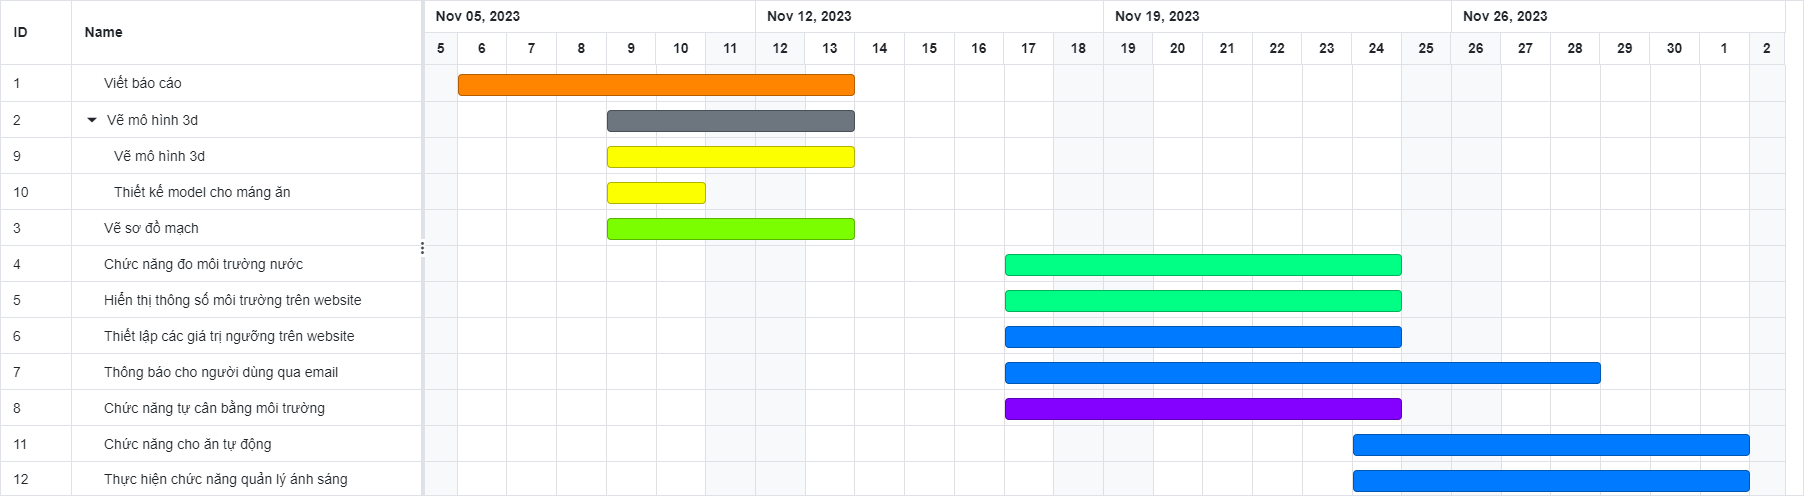 ID Name Nov 05, 2023 Nov 12, 2023 Nov 19, 2023 Nov 26, 2023
5 6 7 8 9 10 11 12 13 14 15 16 17 18 19 20 21 22 23 24 25 26 27 28 29 30 1 2
1 Viết báo cáo
2 Vẽ mô hình 3d
9 Vẽ mô hình 3d
10 Thiết kế model cho máng ăn
3 Vẽ sơ đồ mạch
4 Chức năng đo môi trường nước
5 Hiển thị thông số môi trường trên website
6 Thiết lập các giá trị ngưỡng trên website
7 Thông báo cho người dùng qua email
8 Chức năng tự cân bằng môi trường
11 Chức năng cho ăn tự động
12 Thực hiện chức năng quản lý ánh sáng